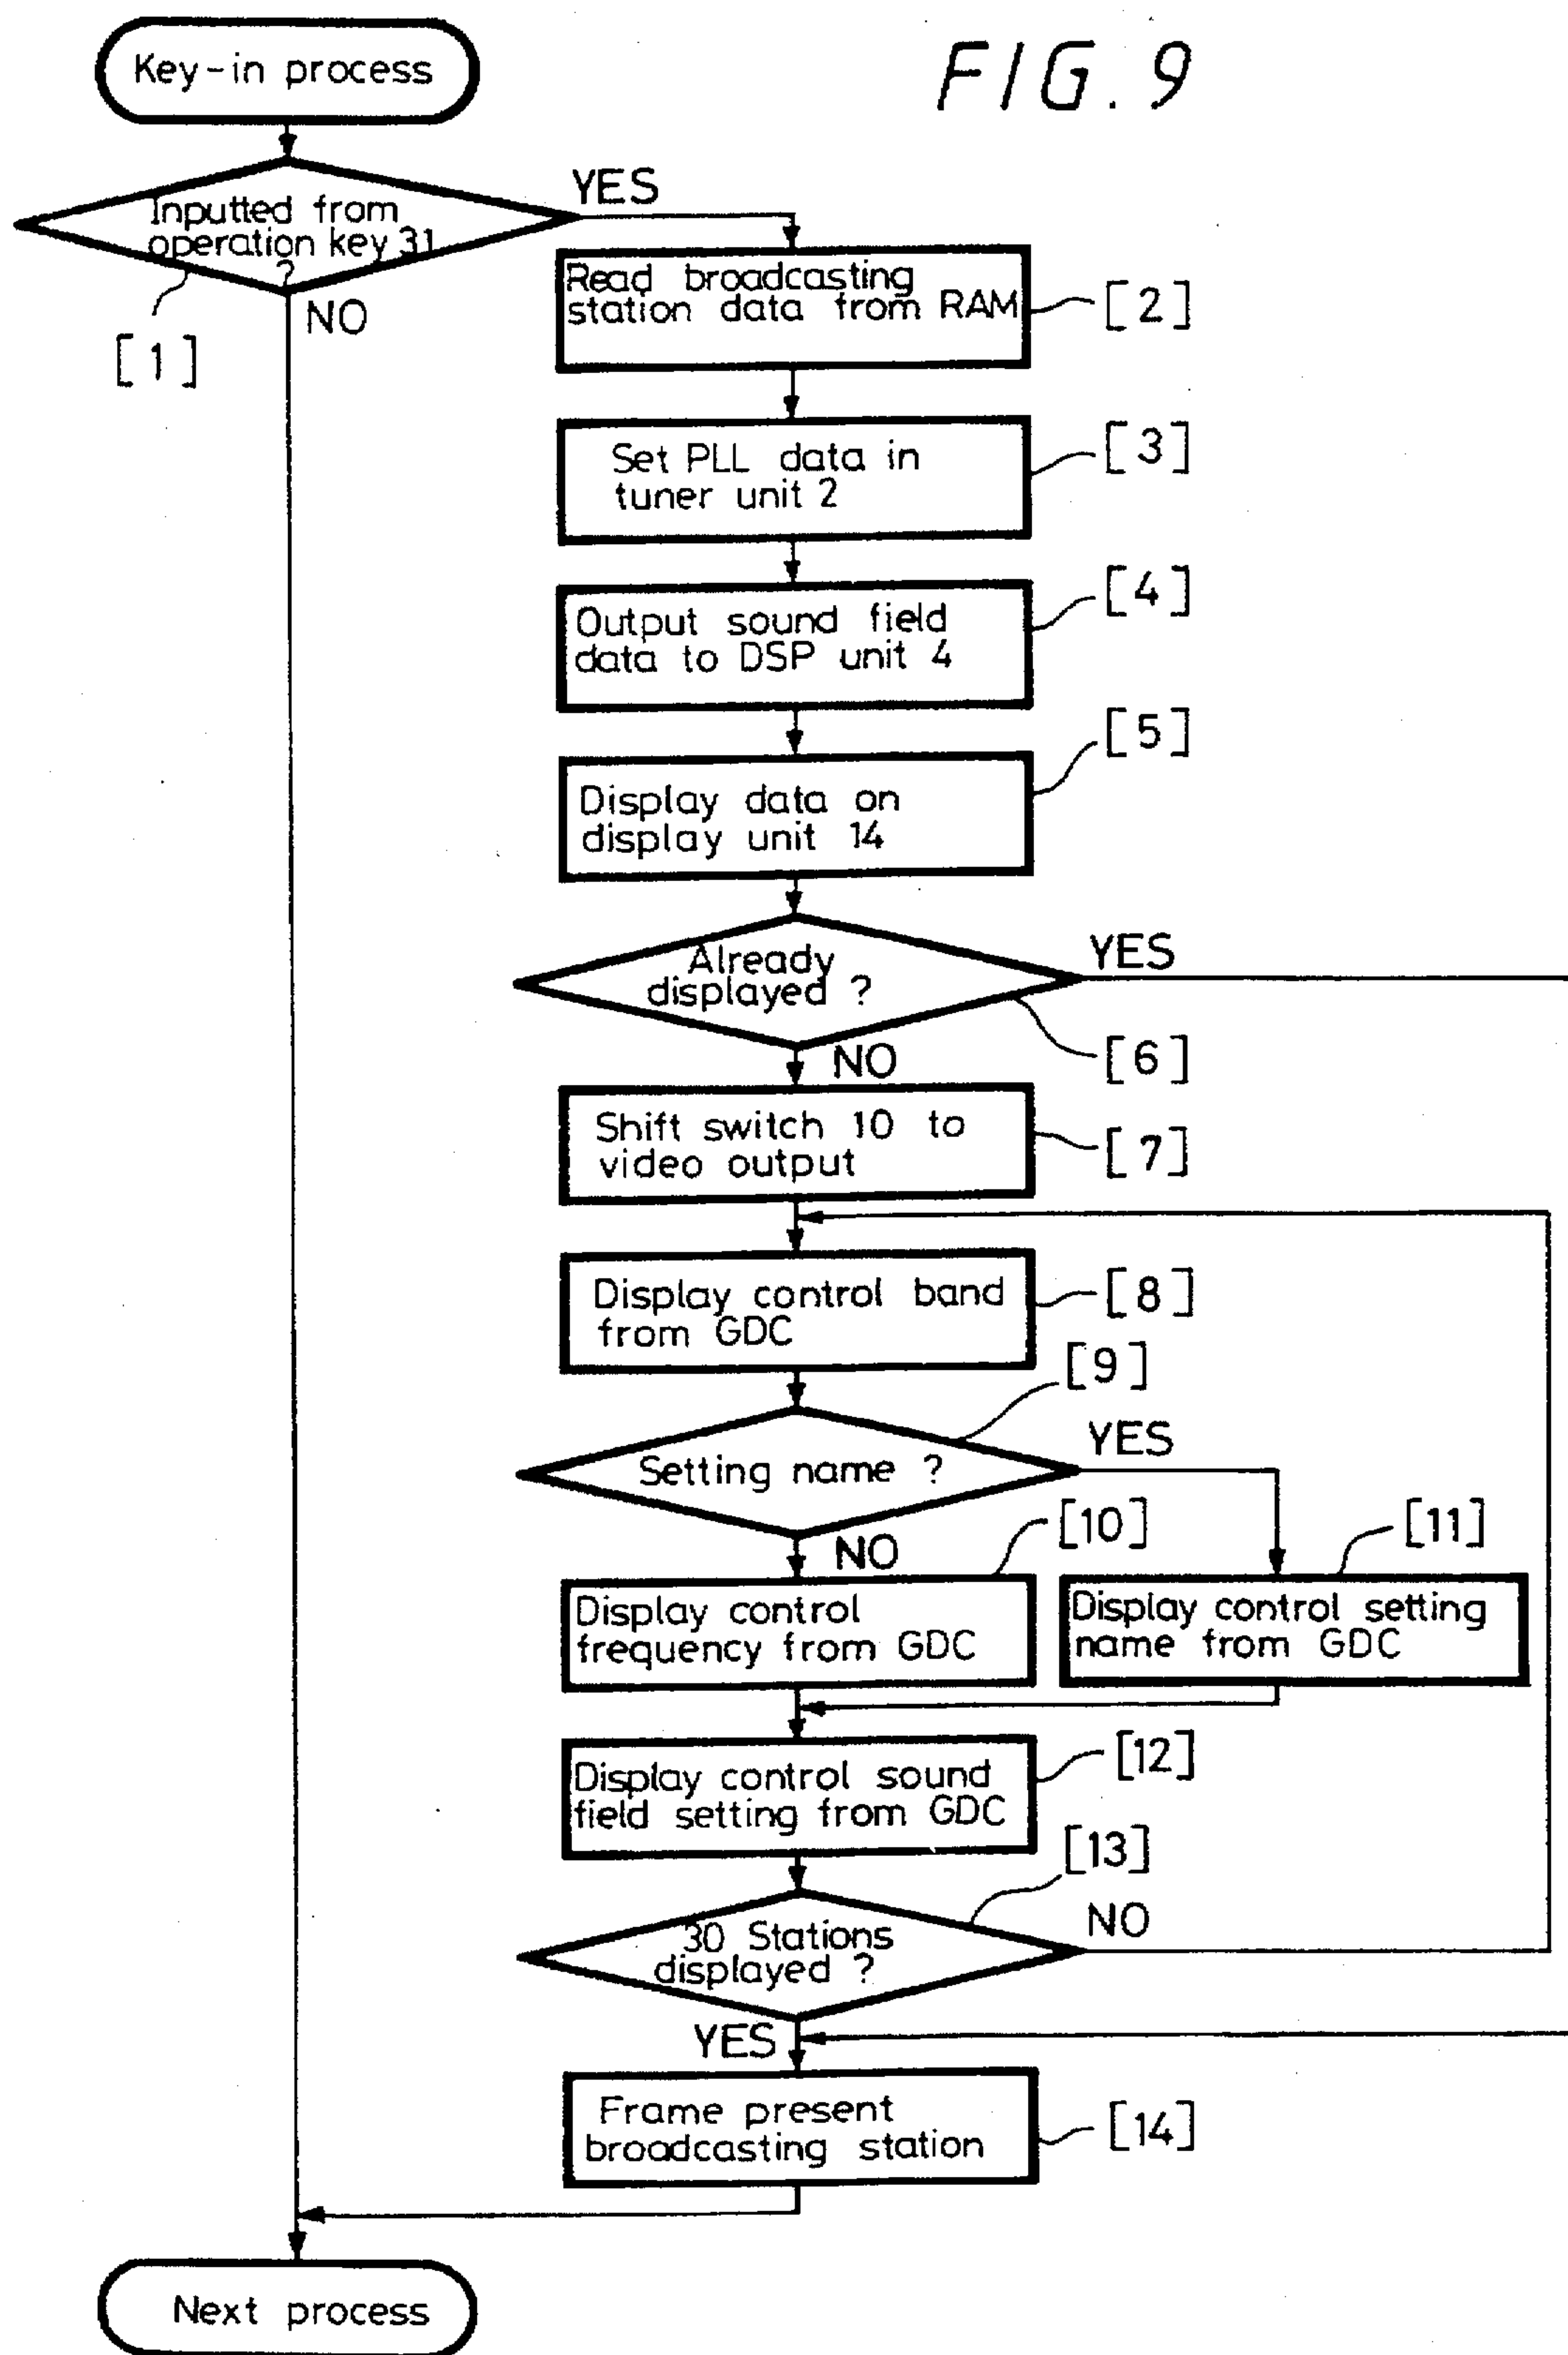 FIG. 9
Key-in process
Inputted from
operation key 31
?
YES
NO
[1]
Read broadcasting
station data from RAM
[2]
Set PLL data in
tuner unit 2
[3]
Output sound field
data to DSP unit 4
[4]
Display data on
display unit 14
[5]
Already
displayed ?
YES
NO
[6]
Shift switch 10 to
video output
[7]
Display control band
from GDC
[8]
[9]
Setting name ?
YES
NO
[10]
Display control
frequency from GDC
[11]
Display control setting
name from GDC
Display control sound
field setting from GDC
[12]
[13]
30 Stations
displayed ?
NO
YES
Frame present
broadcasting station
[14]
Next process